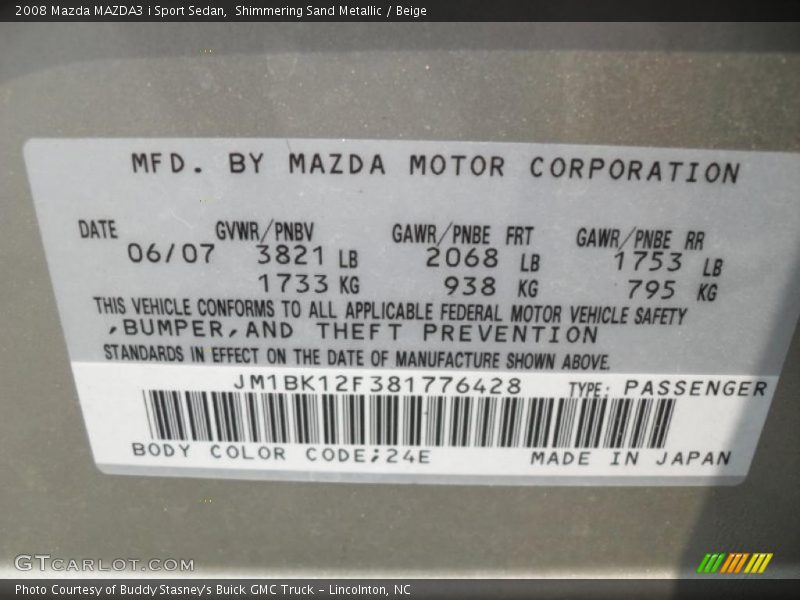 2008 Mazda MAZDA3 i Sport Sedan,  Shimmering Sand Metallic / Beige
MFD. BY MAZDA MOTOR CORPORATION
DATE GVWR/PNBV GAWR/PNBE FRT GAWR/PNBE RR
06/07 3821 LB 2068 LB 1753 LB
1733 KG 938 KG 795 KG
THIS VEHICLE CONFORMS TO ALL APPLICABLE FEDERAL MOTOR VEHICLE SAFETY
,BUMPER,AND THEFT PREVENTION
STANDARDS IN EFFECT ON THE DATE OF MANUFACTURE SHOWN ABOVE.
JM1BK12F381776428 TYPE: PASSENGER
BODY COLOR CODE;24E MADE IN JAPAN
GTCARLOT.COM
Photo Courtesy of Buddy Stasney's Buick GMC Truck - Lincolnton, NC